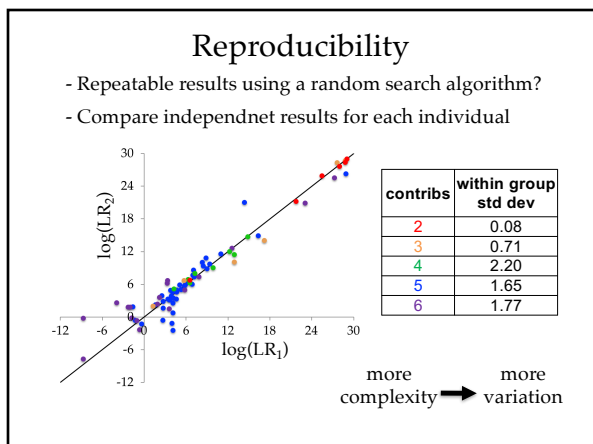 Reproducibility
- Repeatable results using a random search algorithm?
- Compare independnet results for each individual
log(LR₂)
30
24
18
12
6
0
-6
-12
-12 -6 0 6 12 18 24 30
log(LR₁)
contribs within group std dev
2 0.08
3 0.71
4 2.20
5 1.65
6 1.77
more complexity → more variation